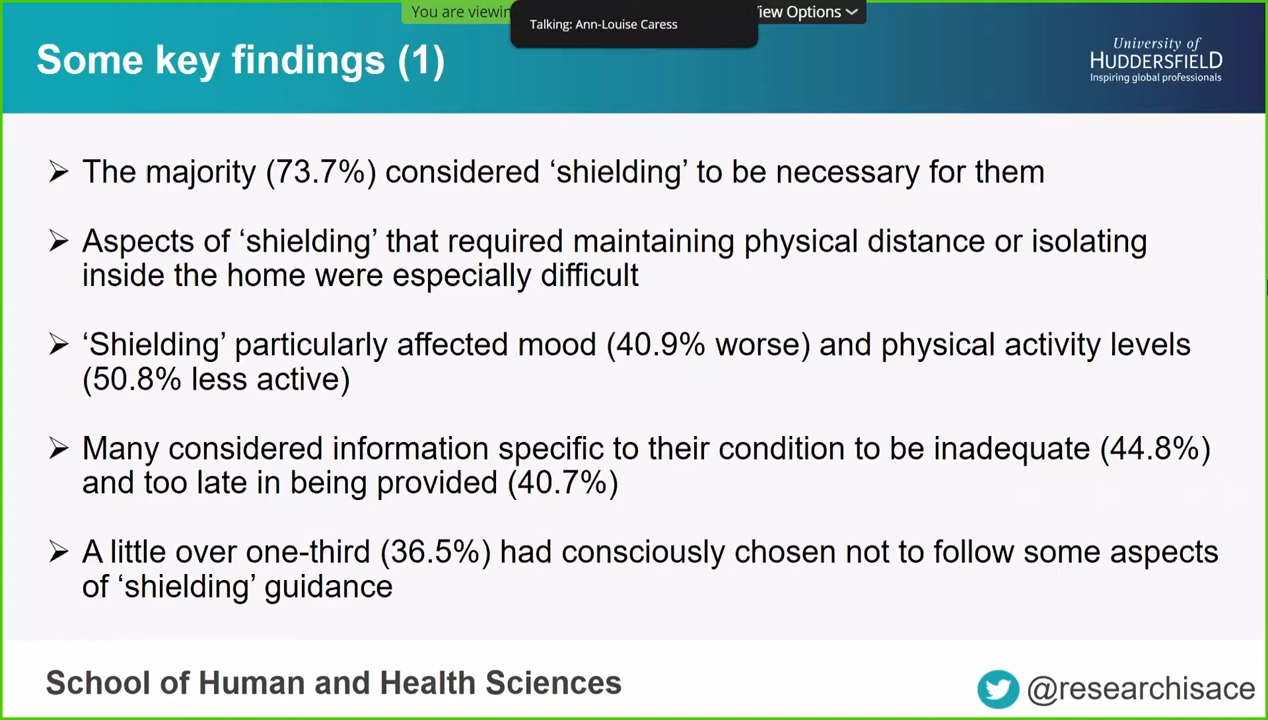 You are viewin
Talking: Ann-Louise Caress
iew Options
Some key findings (1)
University of
HUDDERSFIELD
Inspiring global professionals
The majority (73.7%) considered ‘shielding’ to be necessary for them
Aspects of ‘shielding’ that required maintaining physical distance or isolating
inside the home were especially difficult
‘Shielding’ particularly affected mood (40.9% worse) and physical activity levels
(50.8% less active)
Many considered information specific to their condition to be inadequate (44.8%)
and too late in being provided (40.7%)
A little over one-third (36.5%) had consciously chosen not to follow some aspects
of ‘shielding’ guidance
School of Human and Health Sciences
@researchisace